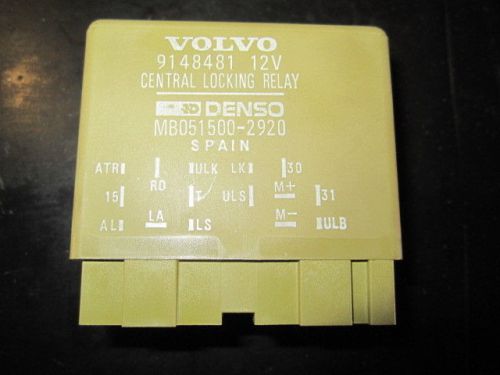 VOLVO
9148481 12V
CENTRAL LOCKING RELAY
DENSO
MB051500-2920
SPAIN
ATR ULK LK 30
RD M+
15 T ULS 31
LA M-
AL LS ULB